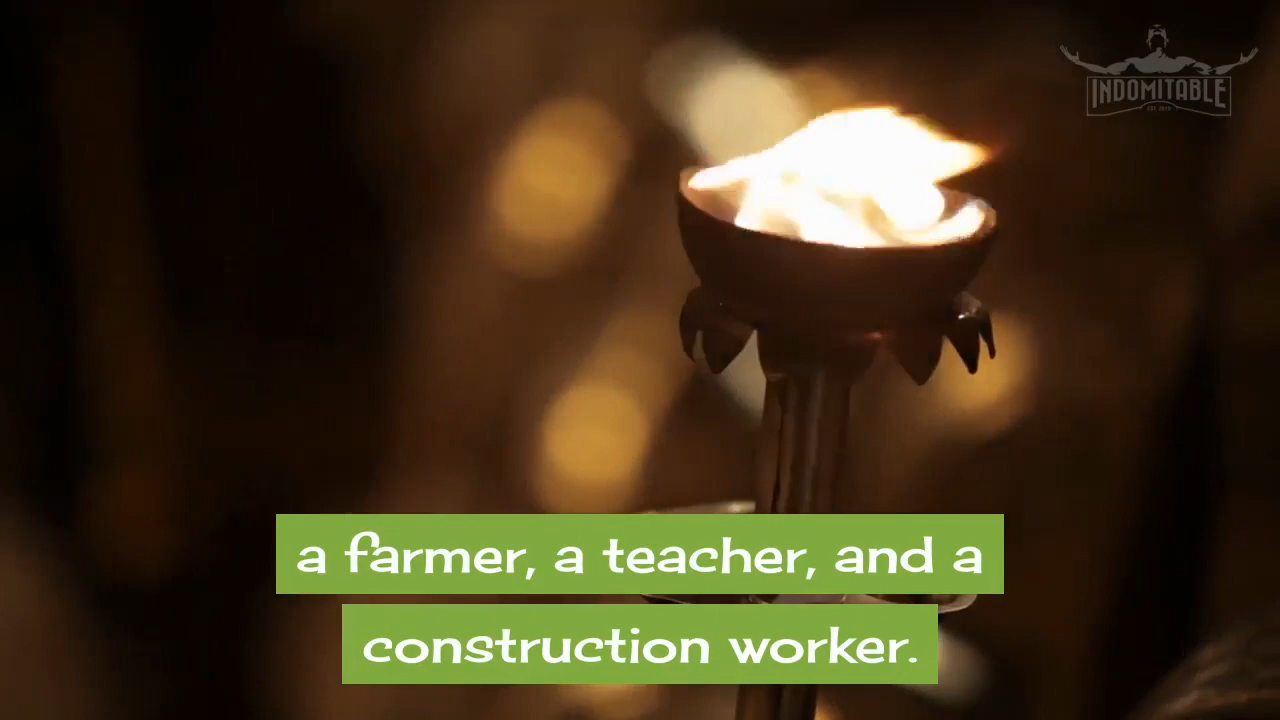 INDOMITABLE
a farmer, a teacher, and a
construction worker.